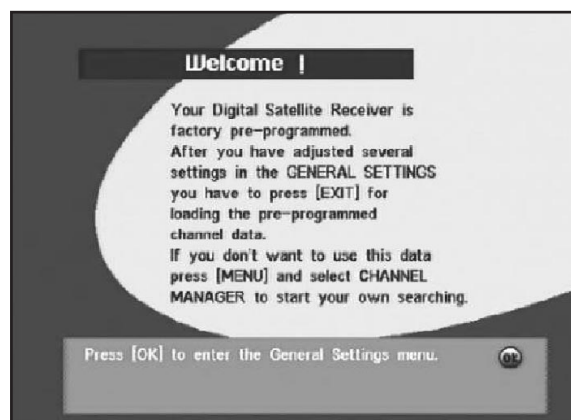 Welcome !
Your Digital Satellite Receiver is
factory pre-programmed.
After you have adjusted several
settings in the GENERAL SETTINGS
you have to press [EXIT] for
loading the pre-programmed
channel data.
If you don't want to use this data
press [MENU] and select CHANNEL
MANAGER to start your own searching.
Press [OK] to enter the General Settings menu.
OK